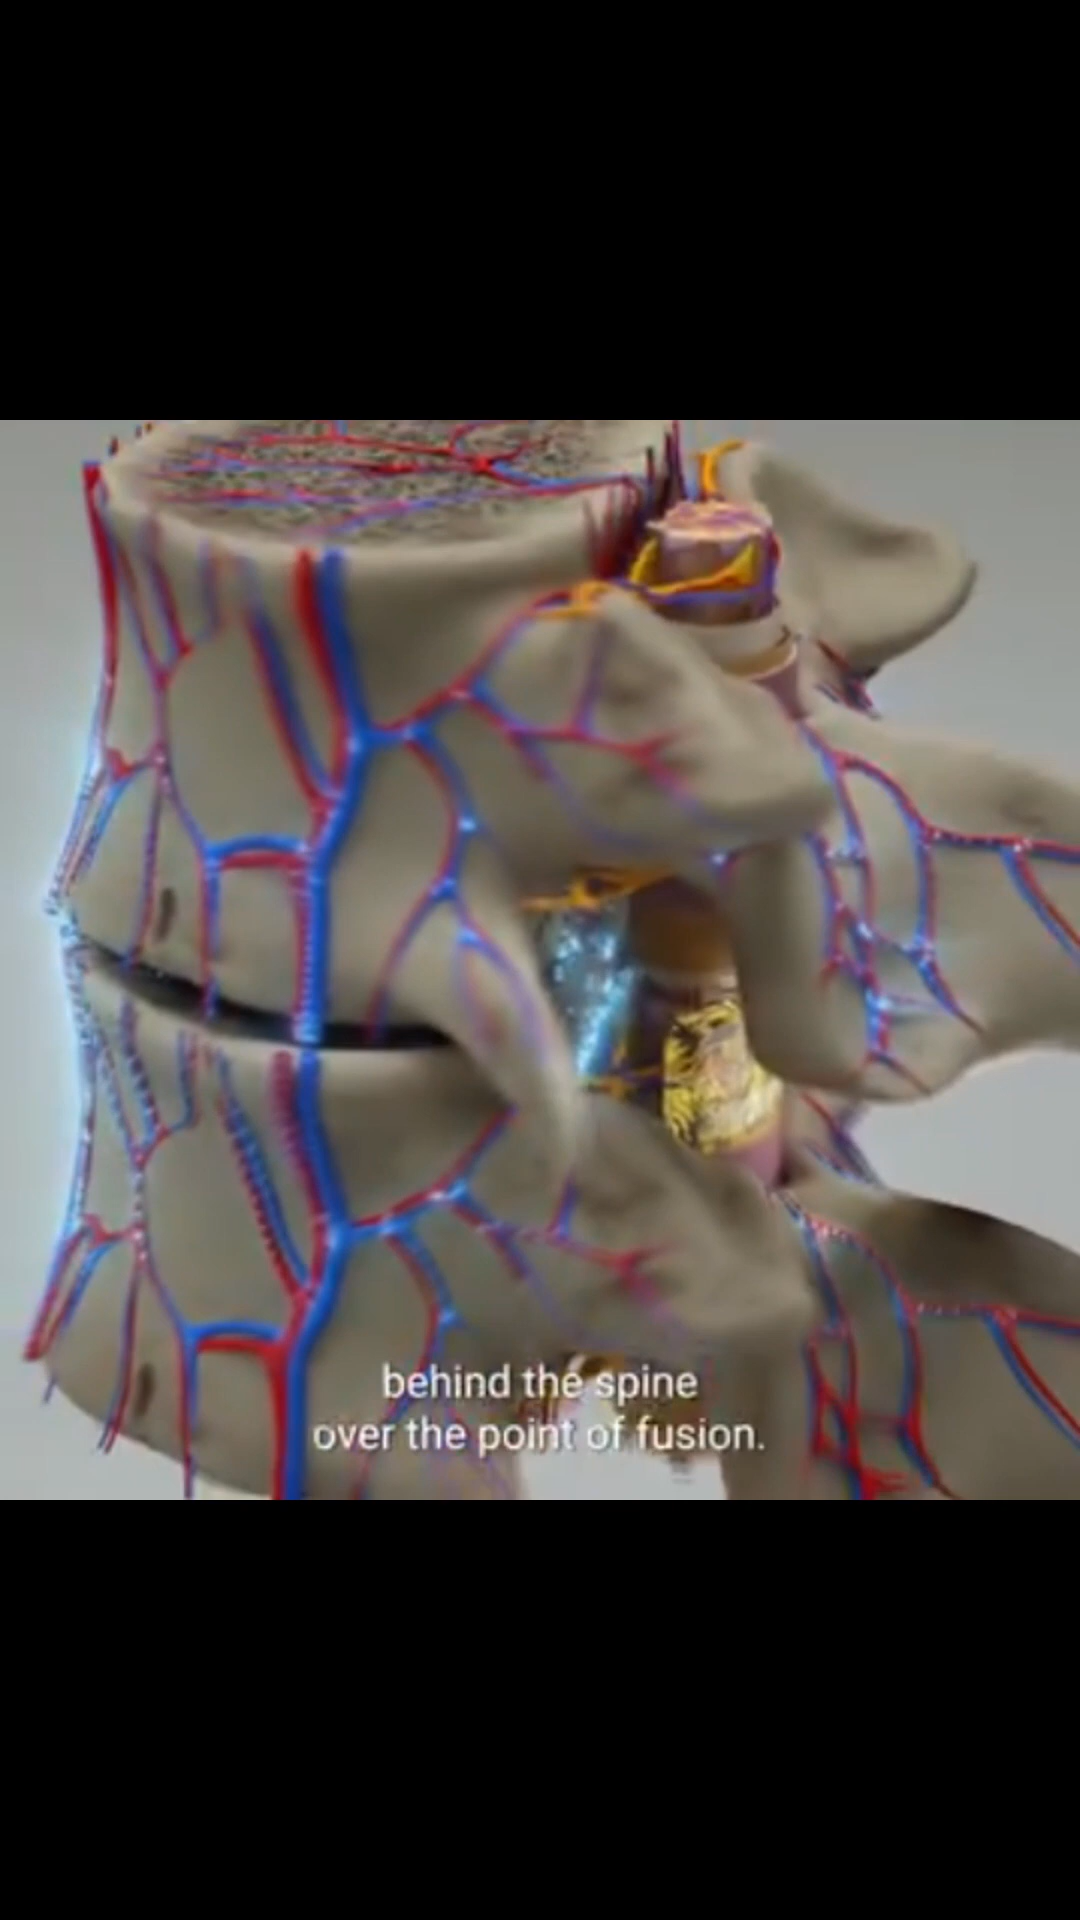 behind the spine
over the point of fusion.